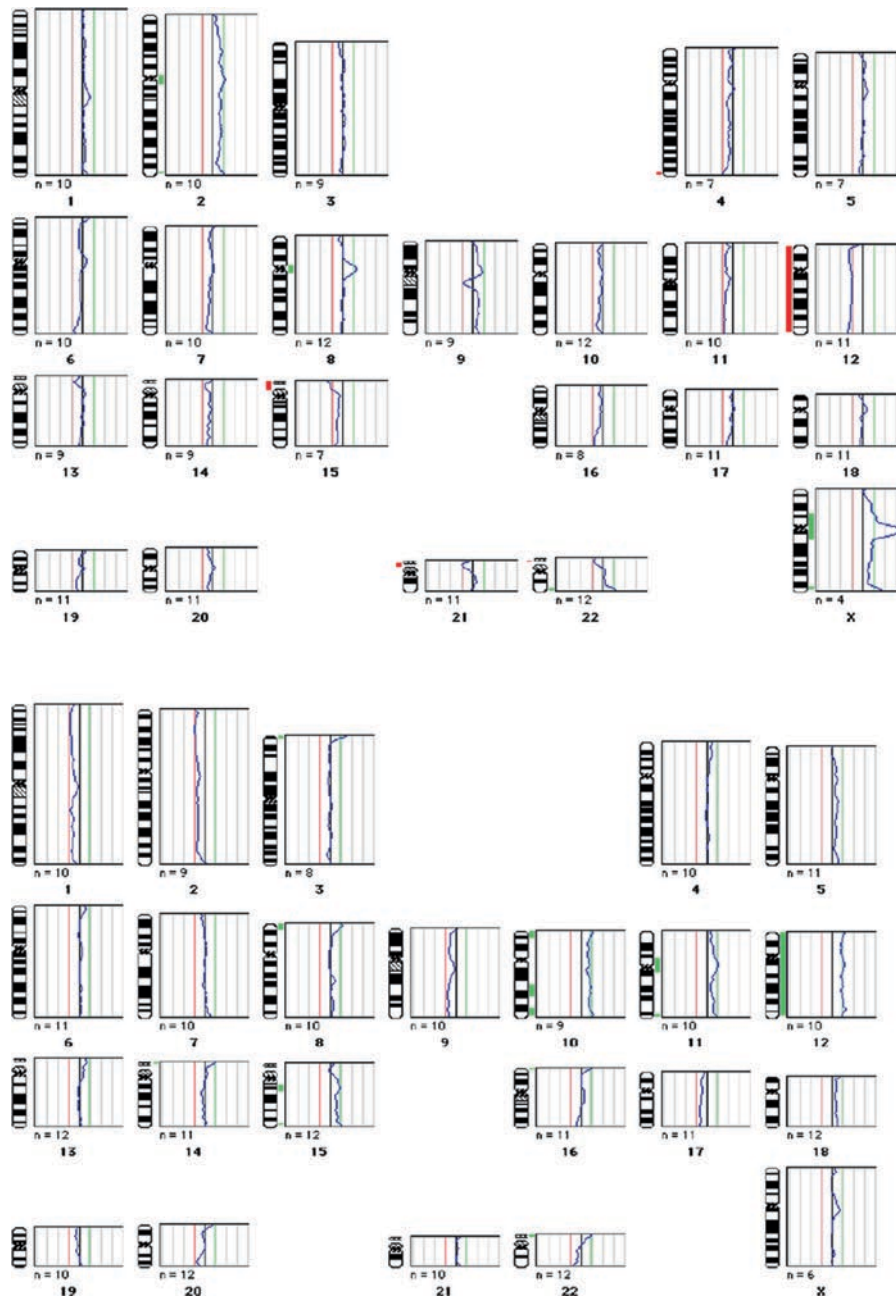 n = 10 n = 10 n = 9 n = 7 n = 7
1 2 3 4 5
n = 10 n = 10 n = 12 n = 9 n = 12 n = 10 n = 11
6 7 8 9 10 11 12
n = 9 n = 9 n = 7 n = 8 n = 11 n = 11
13 14 15 16 17 18
n = 11 n = 11 n = 11 n = 12 n = 4
19 20 21 22 X
n = 10 n = 9 n = 8 n = 10 n = 11
1 2 3 4 5
n = 11 n = 10 n = 10 n = 10 n = 9 n = 10 n = 10
6 7 8 9 10 11 12
n = 12 n = 11 n = 12 n = 11 n = 11 n = 12
13 14 15 16 17 18
n = 10 n = 12 n = 10 n = 12 n = 6
19 20 21 22 X